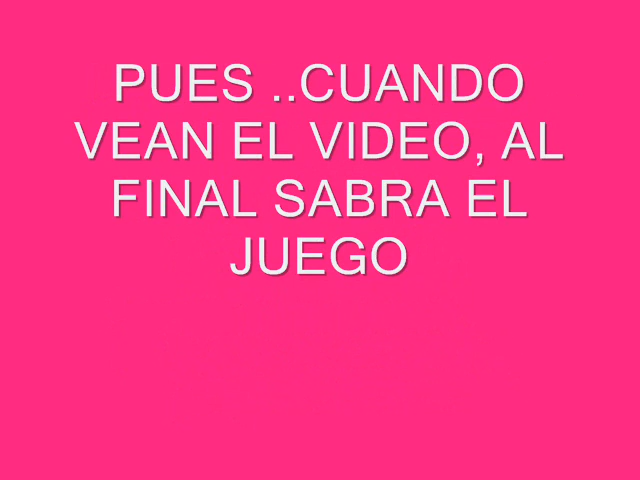 PUES ..CUANDO
VEAN EL VIDEO, AL
FINAL SABRA EL
JUEGO